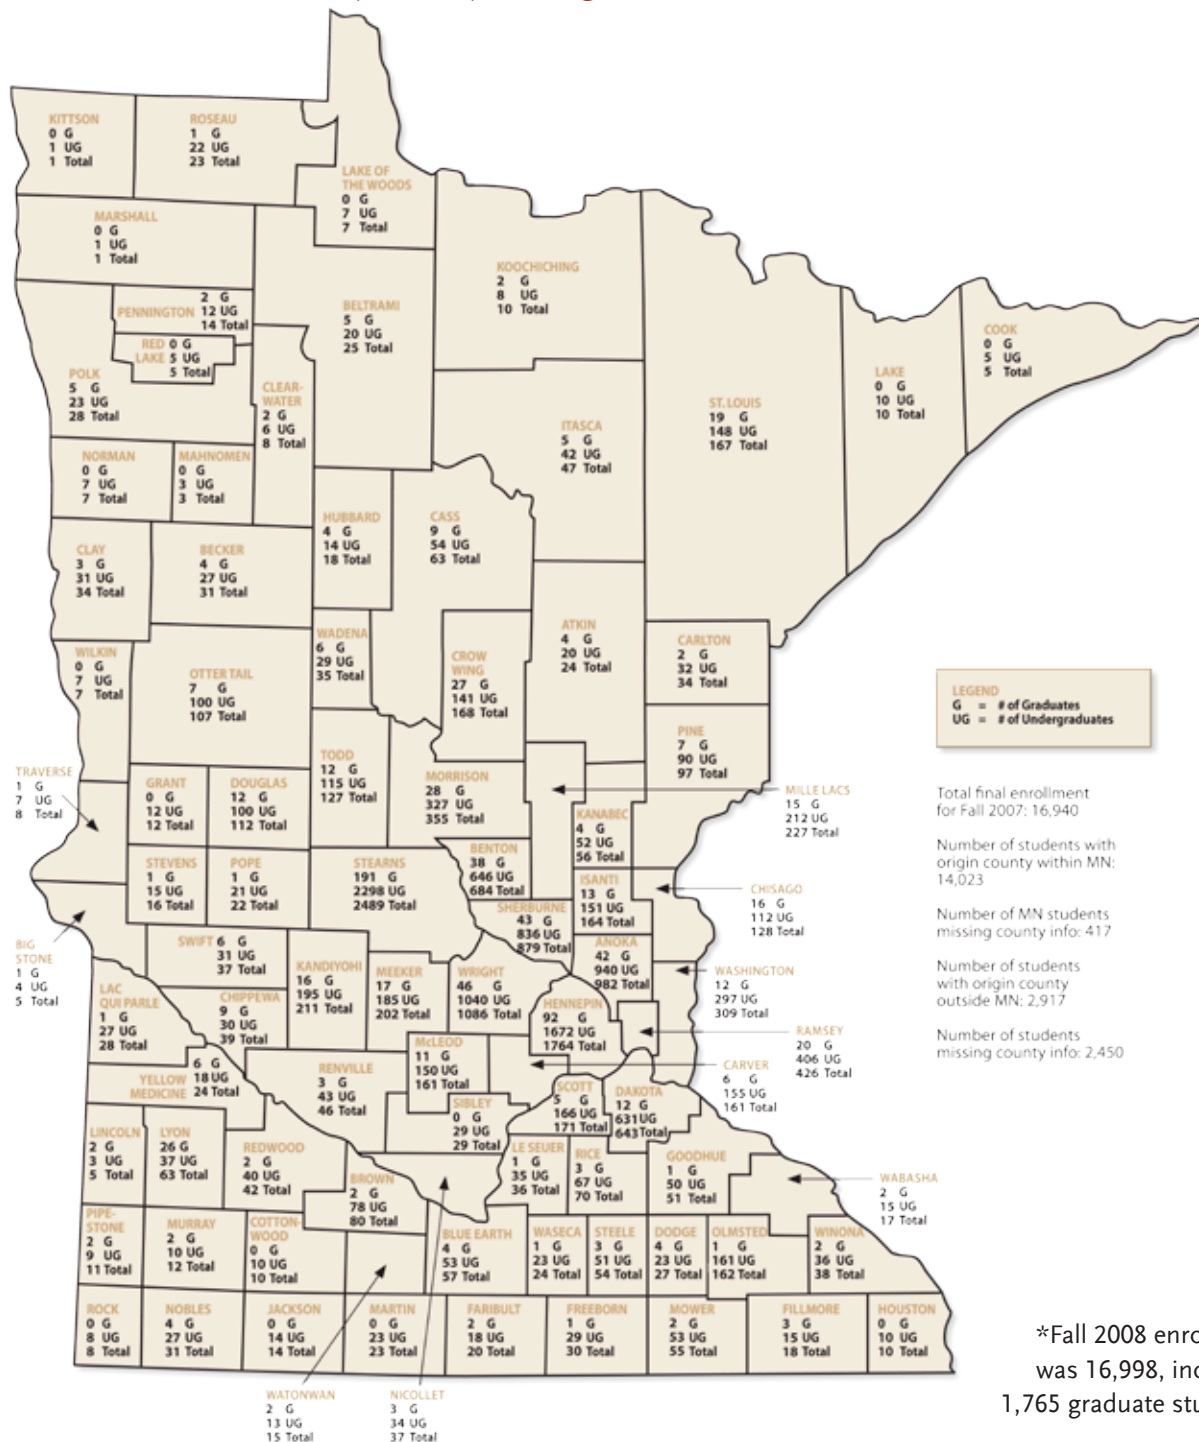 KITTSON
0 G
1 UG
1 Total
ROSEAU
1 G
22 UG
23 Total
LAKE OF
THE WOODS
0 G
7 UG
7 Total
MARSHALL
0 G
1 UG
1 Total
KOOCHICHING
2 G
8 UG
10 Total
PENNINGTON
2 G
12 UG
14 Total
BELTRAMI
5 G
20 UG
25 Total
RED
LAKE
0 G
5 UG
5 Total
COOK
0 G
5 UG
5 Total
POLK
5 G
23 UG
28 Total
CLEAR-
WATER
2 G
6 UG
8 Total
LAKE
0 G
10 UG
10 Total
ST. LOUIS
19 G
148 UG
167 Total
ITASCA
5 G
42 UG
47 Total
NORMAN
0 G
7 UG
7 Total
MAHNOMEN
0 G
3 UG
3 Total
HUBBARD
4 G
14 UG
18 Total
CASS
9 G
54 UG
63 Total
CLAY
3 G
31 UG
34 Total
BECKER
4 G
27 UG
31 Total
ATKIN
4 G
20 UG
24 Total
WADENA
6 G
29 UG
35 Total
CARLTON
2 G
32 UG
34 Total
WILKIN
0 G
7 UG
7 Total
OTTER TAIL
7 G
100 UG
107 Total
CROW
WING
27 G
141 UG
168 Total
LEGEND
G = # of Graduates
UG = # of Undergraduates
PINE
7 G
90 UG
97 Total
TODD
12 G
115 UG
127 Total
TRAVERSE
1 G
7 UG
8 Total
GRANT
0 G
12 UG
12 Total
DOUGLAS
12 G
100 UG
112 Total
MORRISON
28 G
327 UG
355 Total
MILLE LACS
15 G
212 UG
227 Total
KANABEC
4 G
52 UG
56 Total
Total final enrollment
for Fall 2007: 16,940
Number of students with
origin county within MN:
14,023
Number of MN students
missing county info: 417
Number of students
with origin county
outside MN: 2,917
Number of students
missing county info: 2,450
STEVENS
1 G
15 UG
16 Total
POPE
1 G
21 UG
22 Total
STEARNS
191 G
2298 UG
2489 Total
BENTON
38 G
646 UG
684 Total
ISANTI
13 G
151 UG
164 Total
CHISAGO
16 G
112 UG
128 Total
SHERBURNE
43 G
836 UG
879 Total
BIG
STONE
1 G
4 UG
5 Total
SWIFT 6 G
31 UG
37 Total
ANOKA
42 G
940 UG
982 Total
KANDIYOHI
16 G
195 UG
211 Total
MEEKER
17 G
185 UG
202 Total
WRIGHT
46 G
1040 UG
1086 Total
WASHINGTON
12 G
297 UG
309 Total
LAC
QUI PARLE
1 G
27 UG
28 Total
CHIPPEWA
9 G
30 UG
39 Total
HENNEPIN
92 G
1672 UG
1764 Total
RAMSEY
20 G
406 UG
426 Total
McLEOD
11 G
150 UG
161 Total
YELLOW
MEDICINE
6 G
18 UG
24 Total
RENVILLE
3 G
43 UG
46 Total
CARVER
6 G
155 UG
161 Total
SCOTT
5 G
166 UG
171 Total
DAKOTA
12 G
631 UG
643 Total
SIBLEY
0 G
29 UG
29 Total
LINCOLN
2 G
3 UG
5 Total
LYON
26 G
37 UG
63 Total
REDWOOD
2 G
40 UG
42 Total
LE SEUER
1 G
35 UG
36 Total
RICE
3 G
67 UG
70 Total
GOODHUE
1 G
50 UG
51 Total
BROWN
2 G
78 UG
80 Total
WABASHA
2 G
15 UG
17 Total
PIPE-
STONE
2 G
9 UG
11 Total
MURRAY
2 G
10 UG
12 Total
COTTON-
WOOD
0 G
10 UG
10 Total
BLUE EARTH
4 G
53 UG
57 Total
WASECA
1 G
23 UG
24 Total
STEELE
3 G
51 UG
54 Total
DODGE
4 G
23 UG
27 Total
OLMSTED
1 G
161 UG
162 Total
WINONA
2 G
36 UG
38 Total
ROCK
0 G
8 UG
8 Total
NOBLES
4 G
27 UG
31 Total
JACKSON
0 G
14 UG
14 Total
MARTIN
0 G
23 UG
23 Total
FARIBULT
2 G
18 UG
20 Total
FREEBORN
1 G
29 UG
30 Total
MOWER
2 G
53 UG
55 Total
FILLMORE
3 G
15 UG
18 Total
HOUSTON
0 G
10 UG
10 Total
WATONWAN
2 G
13 UG
15 Total
NICOLLET
3 G
34 UG
37 Total
*Fall 2008 enro
was 16,998, inc
1,765 graduate stu